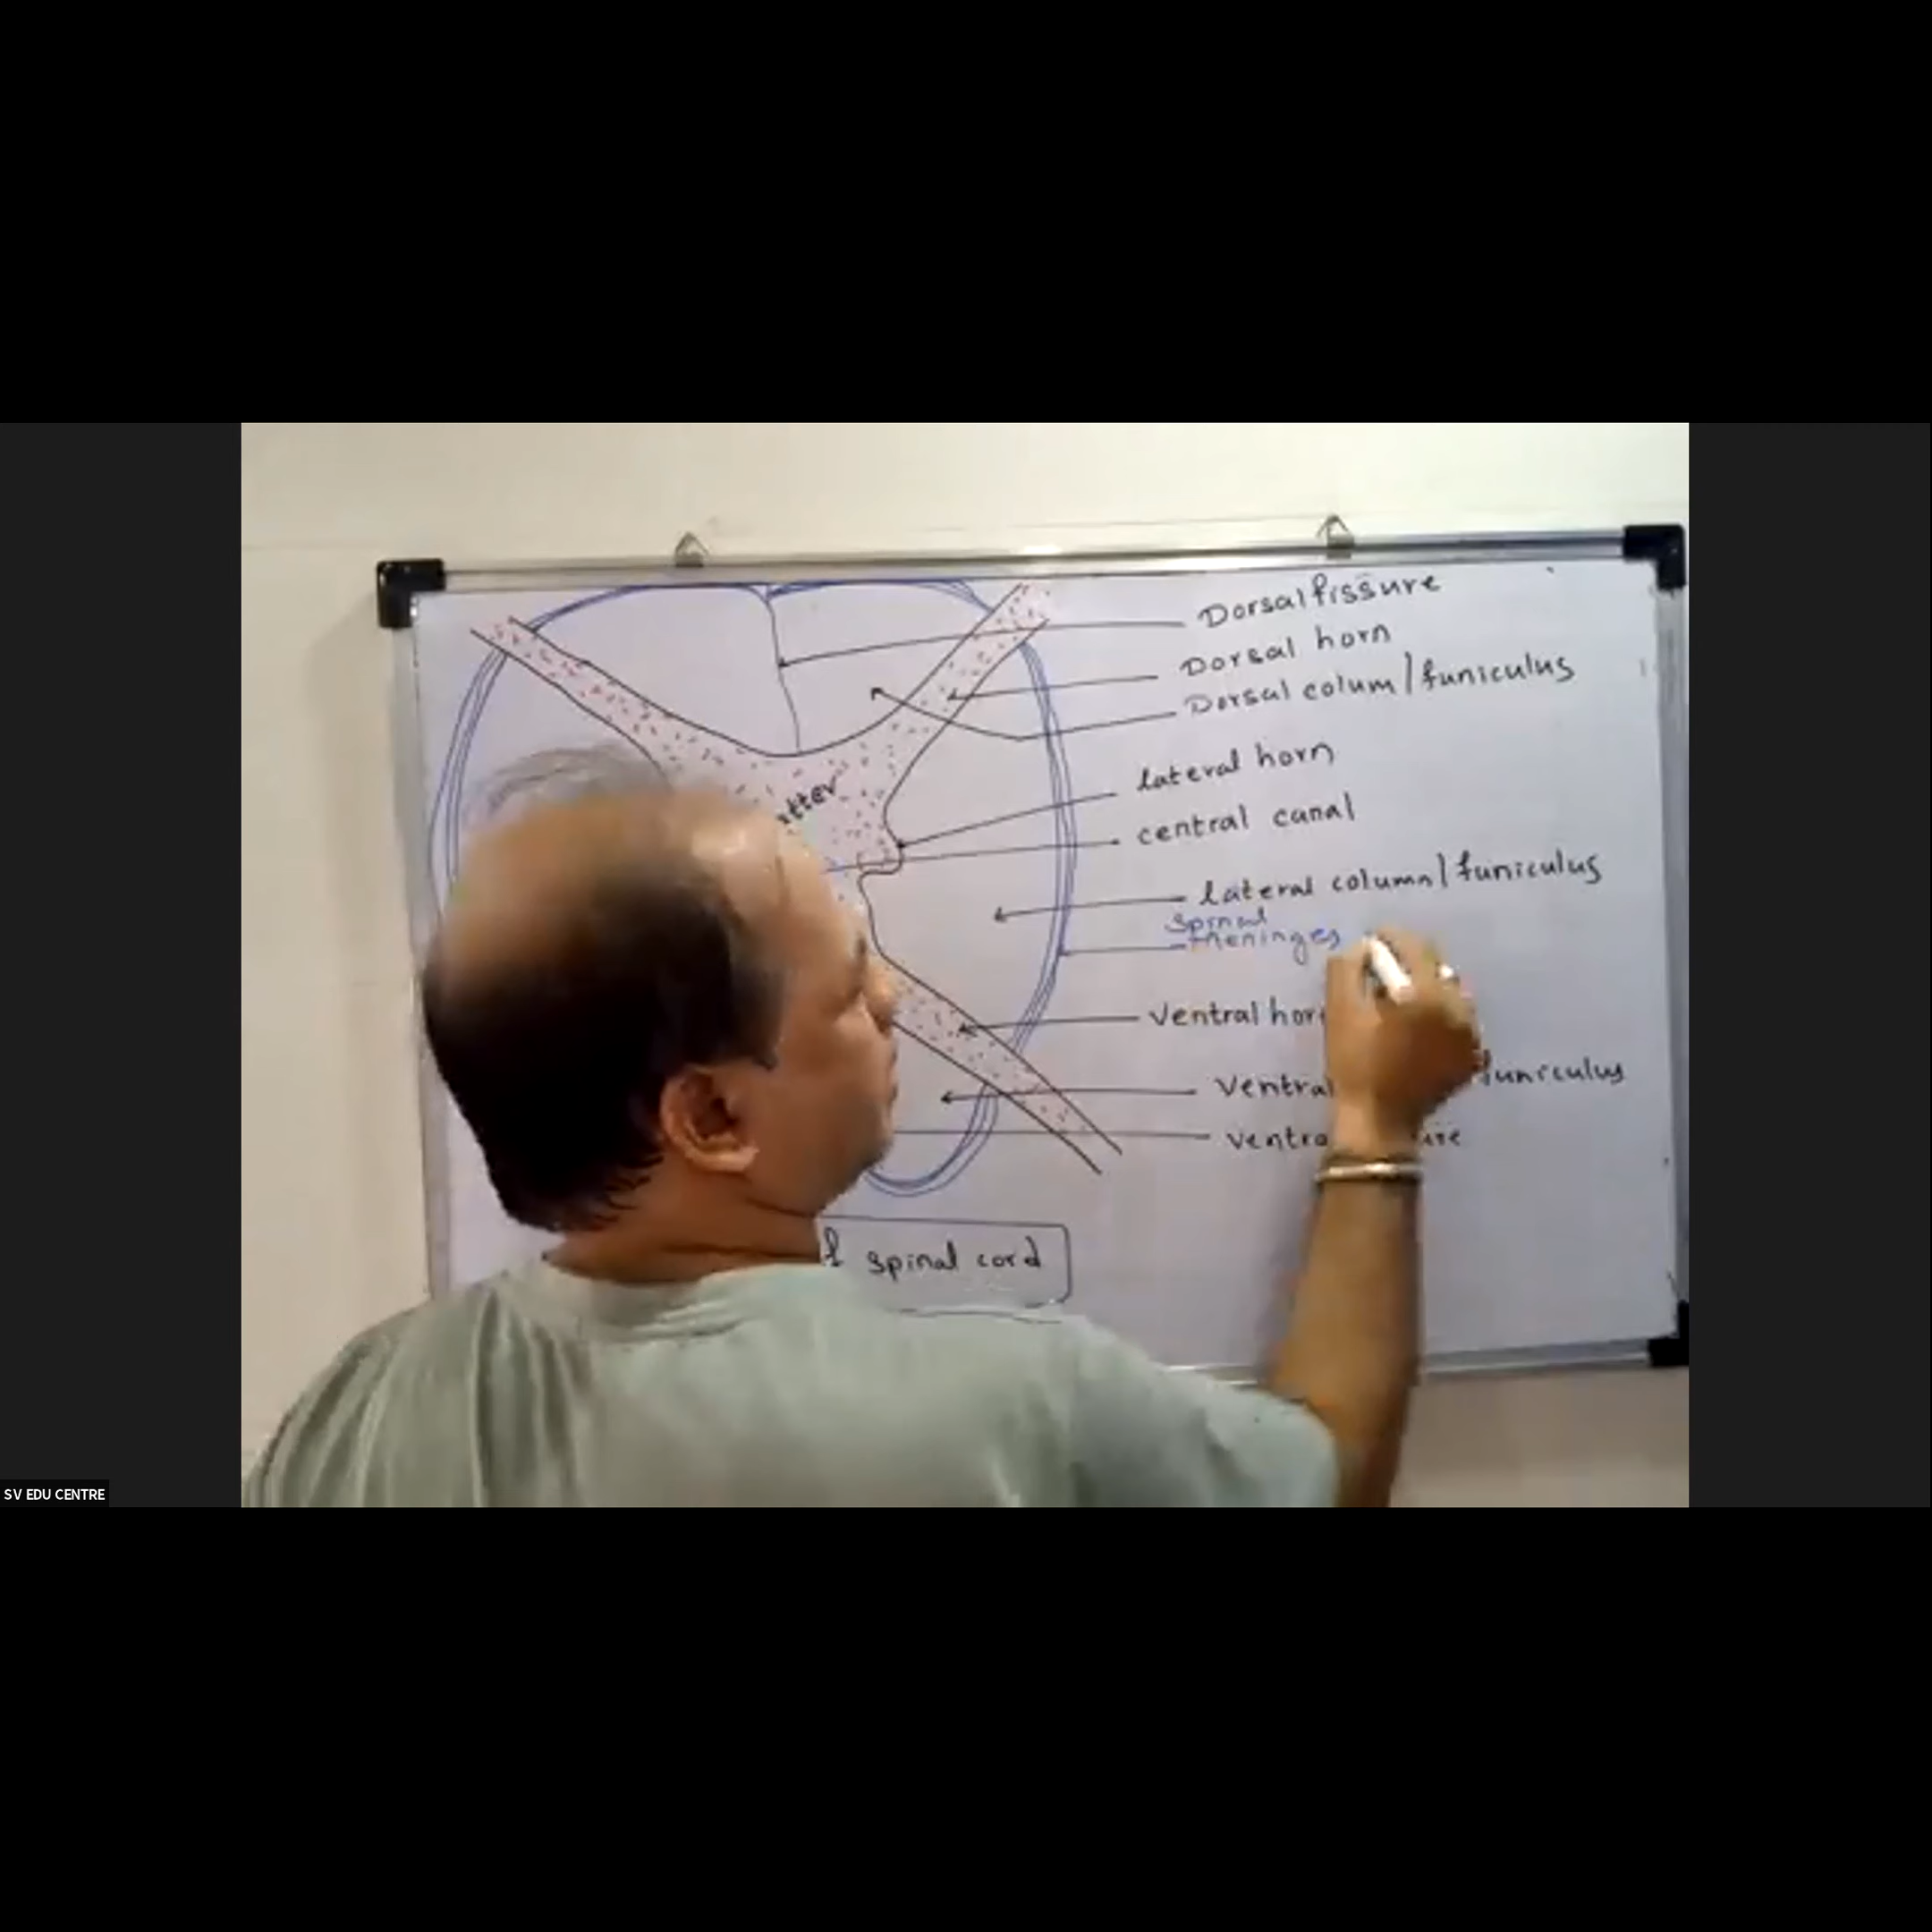 Dorsal fissure
Dorsal horn
Dorsal colum/funiculus
lateral horn
central canal
lateral column/funiculus
spinal
meninges
ventral
funiculus
spinal cord
SV EDU CENTRE